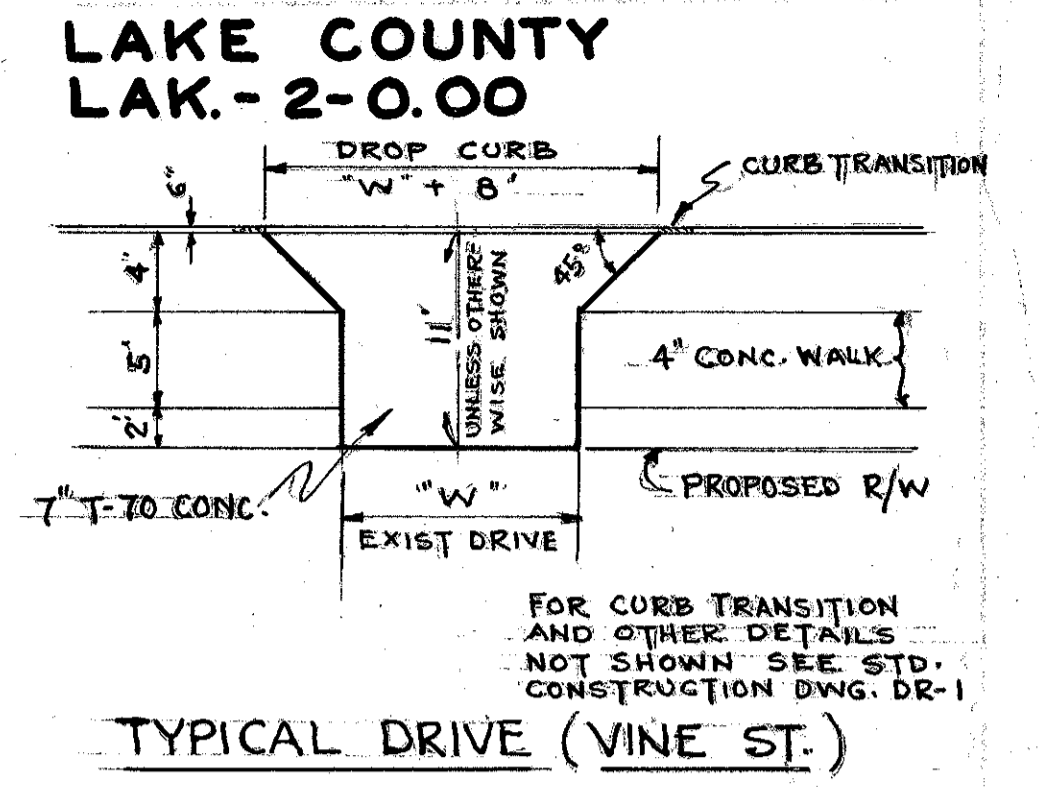 LAKE COUNTY
LAK.-2-0.00
DROP CURB
"W" + 8'
CURB TRANSITION
6"
4"
45°
11'
UNLESS OTHER-
WISE SHOWN
5'
4" CONC. WALK
2'
7" T-70 CONC.
"W"
EXIST DRIVE
PROPOSED R/W
FOR CURB TRANSITION
AND OTHER DETAILS
NOT SHOWN SEE STD.
CONSTRUCTION DWG. DR-1
TYPICAL DRIVE (VINE ST.)